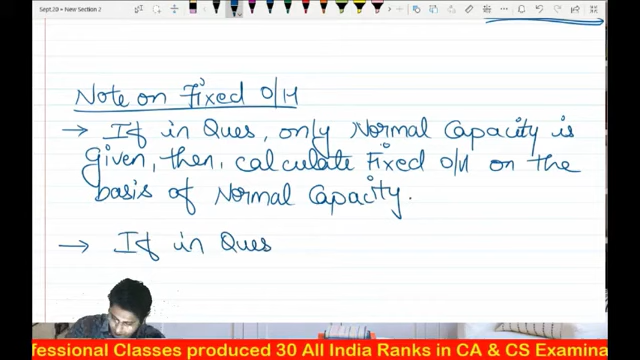 Sept.20 - New Section 2
Note on Fixed O/H
→ If in Ques, only Normal Capacity is
given, then, calculate Fixed O/H on the
basis of Normal Capacity.
→ If in Ques
fessional Classes produced 30 All India Ranks in CA & CS Examina